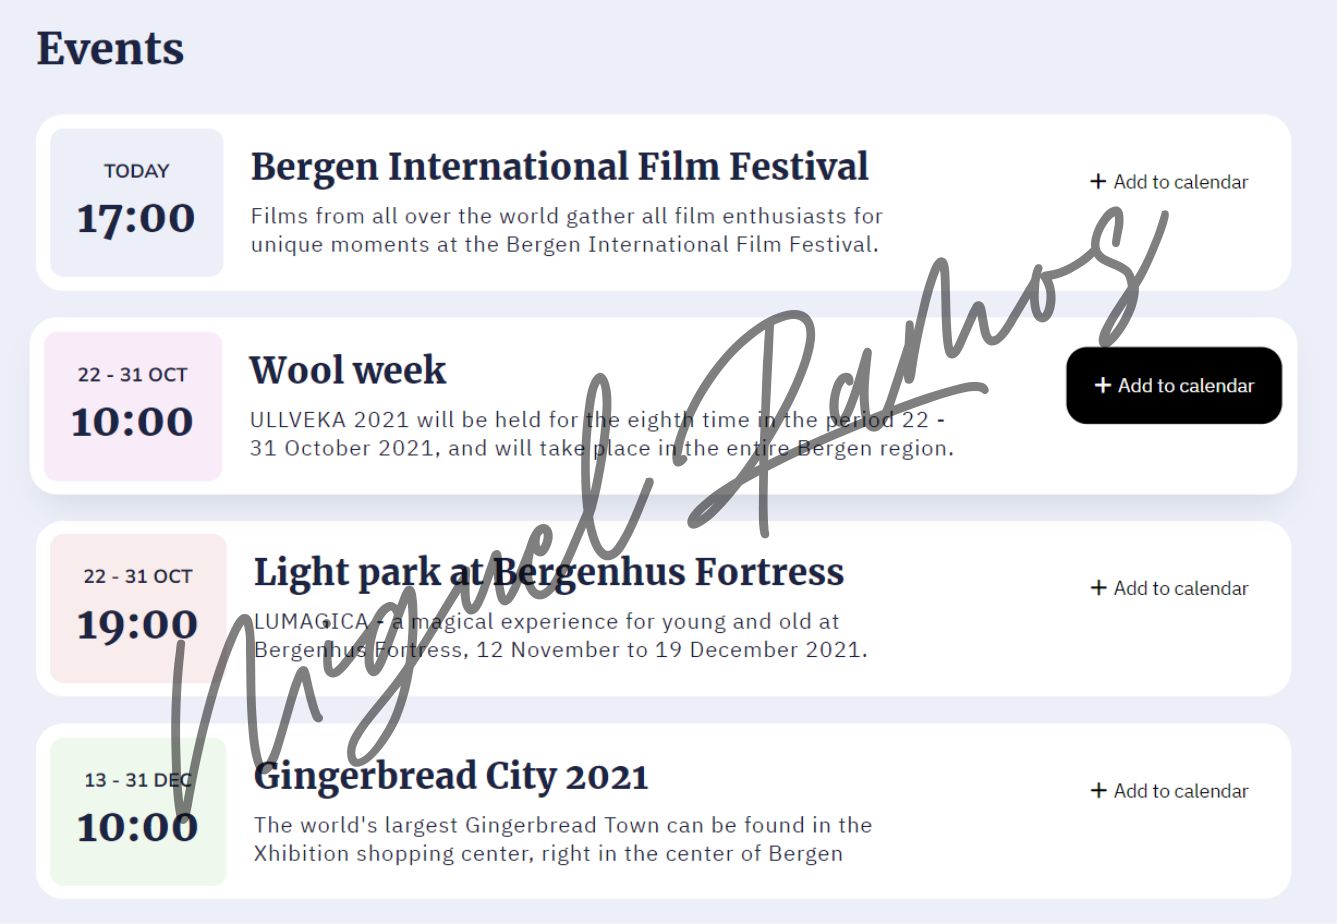 Events
TODAY
17:00
Bergen International Film Festival
Films from all over the world gather all film enthusiasts for
unique moments at the Bergen International Film Festival.
+ Add to calendar
22 - 31 OCT
10:00
Wool week
ULLVEKA 2021 will be held for the eighth time in the period 22 -
31 October 2021, and will take place in the entire Bergen region.
+ Add to calendar
22 - 31 OCT
19:00
Light park at Bergenhus Fortress
LUMAGICA - a magical experience for young and old at
Bergenhus Fortress, 12 November to 19 December 2021.
+ Add to calendar
13 - 31 DEC
10:00
Gingerbread City 2021
The world's largest Gingerbread Town can be found in the
Xhibition shopping center, right in the center of Bergen
+ Add to calendar
Miguel Ramos